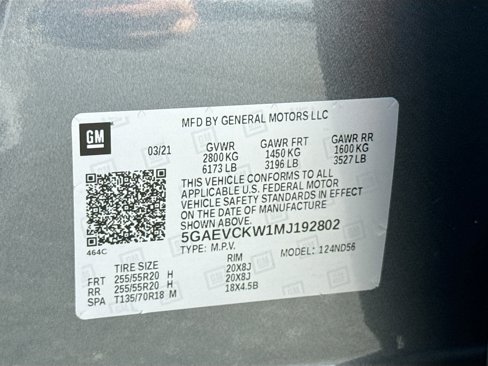 MFD BY GENERAL MOTORS LLC
GM
03/21 GVWR GAWR FRT GAWR RR
2800 KG 1450 KG 1600 KG
6173 LB 3196 LB 3527 LB
THIS VEHICLE CONFORMS TO ALL
APPLICABLE U.S. FEDERAL MOTOR
VEHICLE SAFETY STANDARDS IN EFFECT
ON THE DATE OF MANUFACTURE
SHOWN ABOVE.
5GAEVCKW1MJ192802
464C TYPE: M.P.V. MODEL: 124ND56
TIRE SIZE RIM
FRT 255/55R20 H 20X8J
RR 255/55R20 H 20X8J
SPA T135/70R18 M 18X4.5B